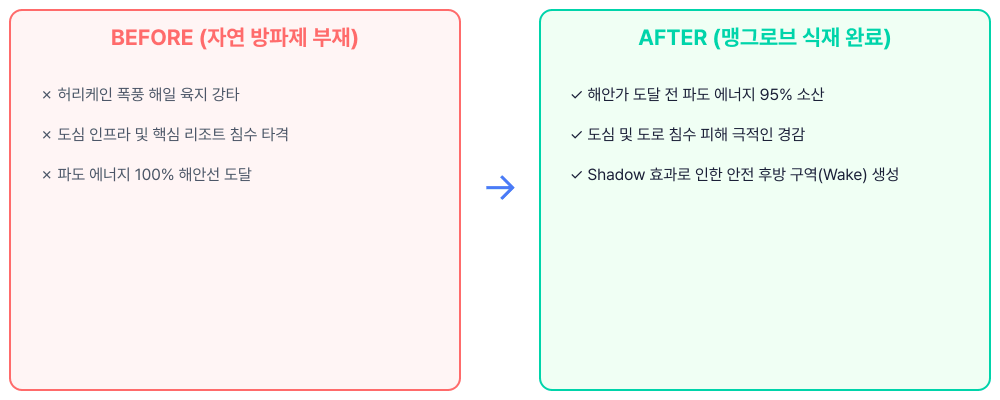 BEFORE (자연 방파제 부재)
× 허리케인 폭풍 해일 육지 강타
× 도심 인프라 및 핵심 리조트 침수 타격
× 파도 에너지 100% 해안선 도달
→
AFTER (맹그로브 식재 완료)
✓ 해안가 도달 전 파도 에너지 95% 소산
✓ 도심 및 도로 침수 피해 극적인 경감
✓ Shadow 효과로 인한 안전 후방 구역(Wake) 생성